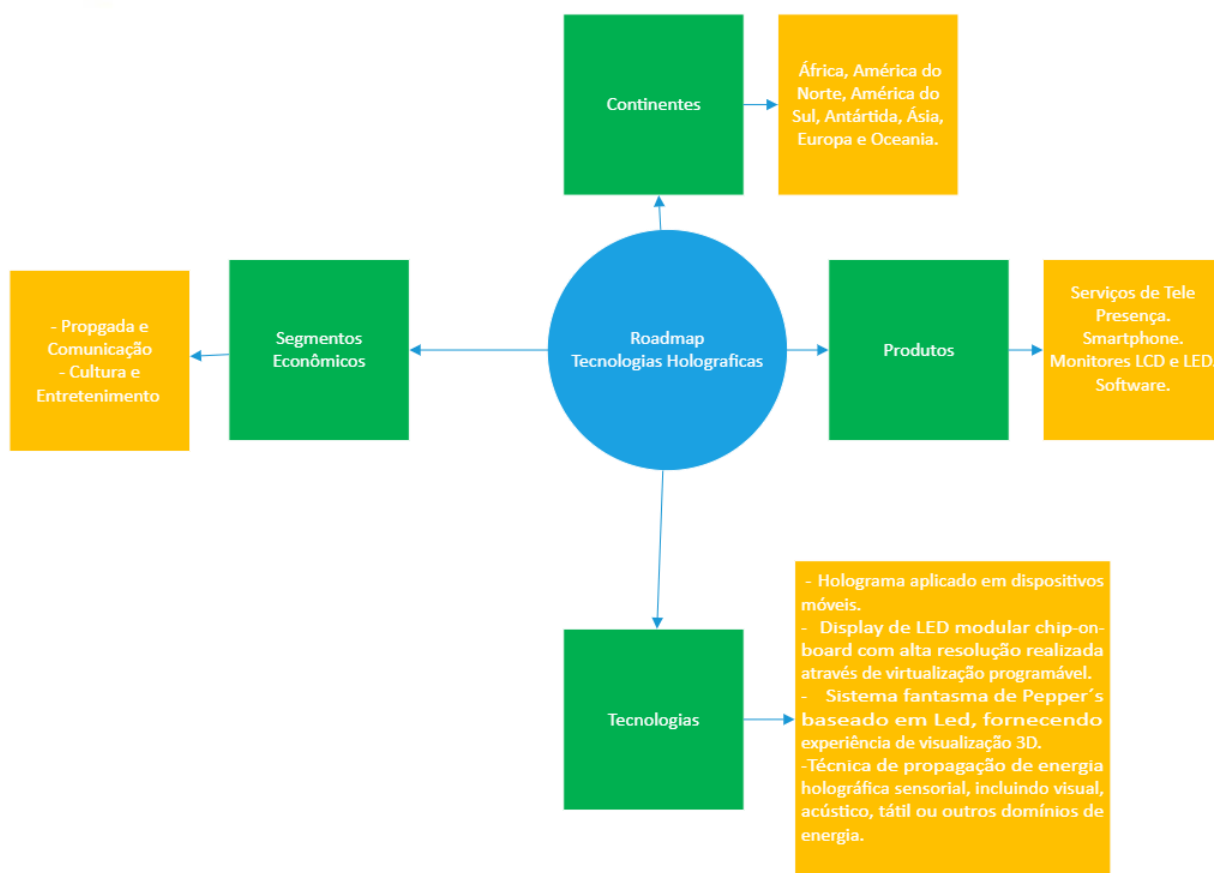 Continentes
África, América do
Norte, América do
Sul, Antártida, Ásia,
Europa e Oceania.
- Propgada e
Comunicação
- Cultura e
Entretenimento
Segmentos
Econômicos
Roadmap
Tecnologias Holograficas
Produtos
Serviços de Tele
Presença.
Smartphone.
Monitores LCD e LED.
Software.
Tecnologias
- Holograma aplicado em dispositivos
móveis.
- Display de LED modular chip-on-
board com alta resolução realizada
através de virtualização programável.
- Sistema fantasma de Pepper´s
baseado em Led, fornecendo
experiência de visualização 3D.
-Técnica de propagação de energia
holográfica sensorial, incluindo visual,
acústico, tátil ou outros domínios de
energia.